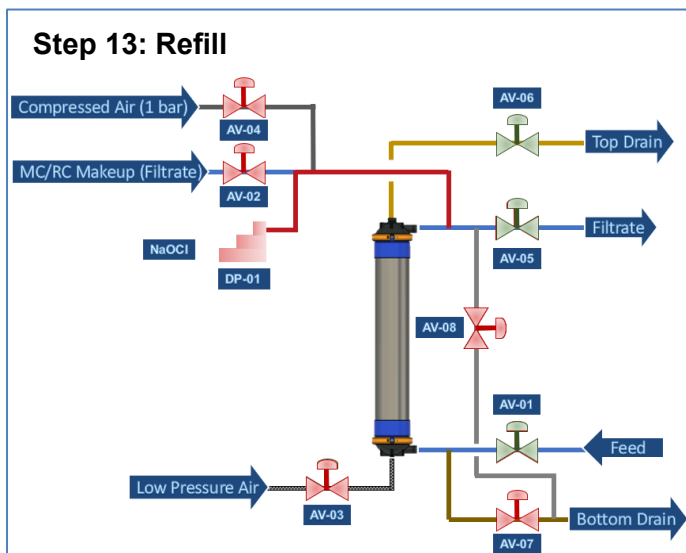 Step 13: Refill
AV-06
Compressed Air (1 bar)
AV-04
Top Drain
MC/RC Makeup (Filtrate)
AV-02
Filtrate
NaOCl
DP-01
AV-05
AV-08
AV-01
Feed
Low Pressure Air
AV-03
Bottom Drain
AV-07